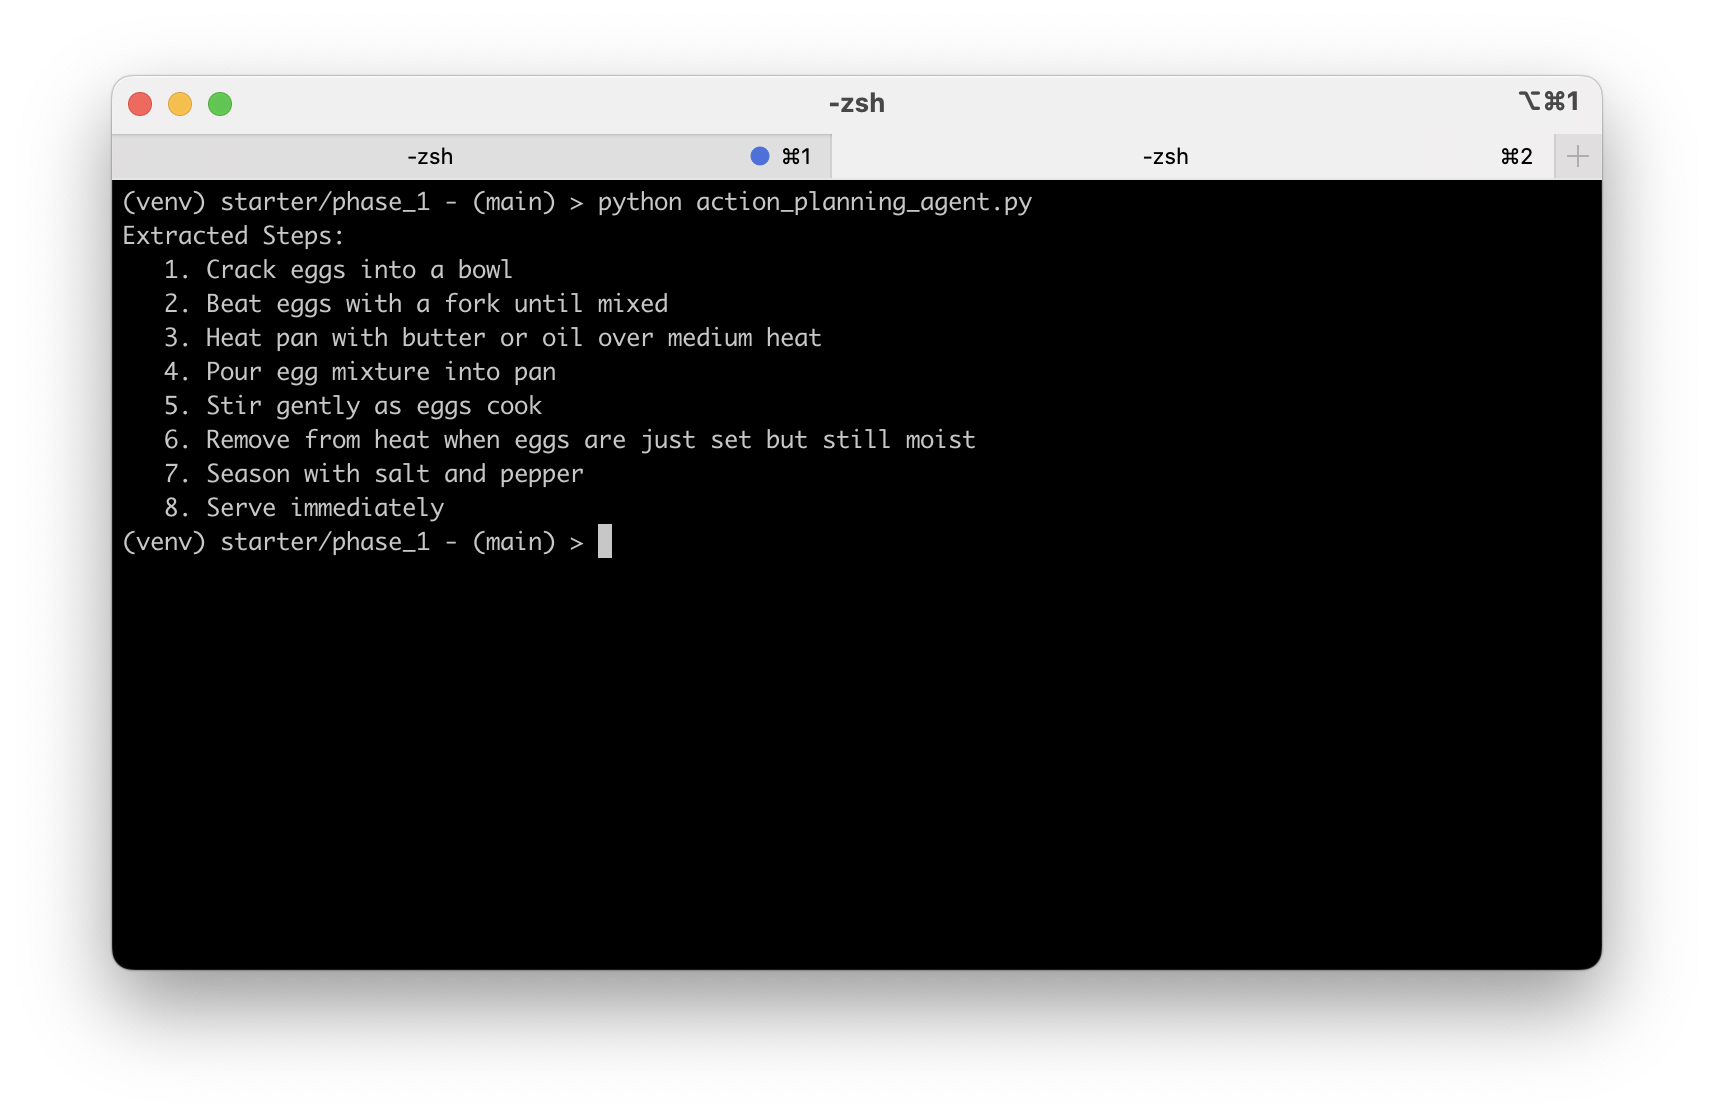 -zsh
⌥⌘1
-zsh ⌘1 -zsh ⌘2
(venv) starter/phase_1 - (main) > python action_planning_agent.py
Extracted Steps:
   1. Crack eggs into a bowl
   2. Beat eggs with a fork until mixed
   3. Heat pan with butter or oil over medium heat
   4. Pour egg mixture into pan
   5. Stir gently as eggs cook
   6. Remove from heat when eggs are just set but still moist
   7. Season with salt and pepper
   8. Serve immediately
(venv) starter/phase_1 - (main) >